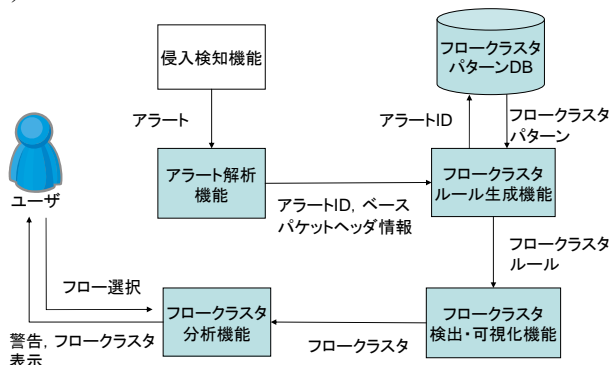 )
侵入検知機能
フロークラスタ
パターンDB
アラート
アラートID
フロークラスタ
パターン
アラート解析
機能
フロークラスタ
ルール生成機能
ユーザ
アラートID, ベース
パケットヘッダ情報
フロークラスタ
ルール
フロー選択
フロークラスタ
分析機能
フロークラスタ
検出・可視化機能
フロークラスタ
警告, フロークラスタ
表示